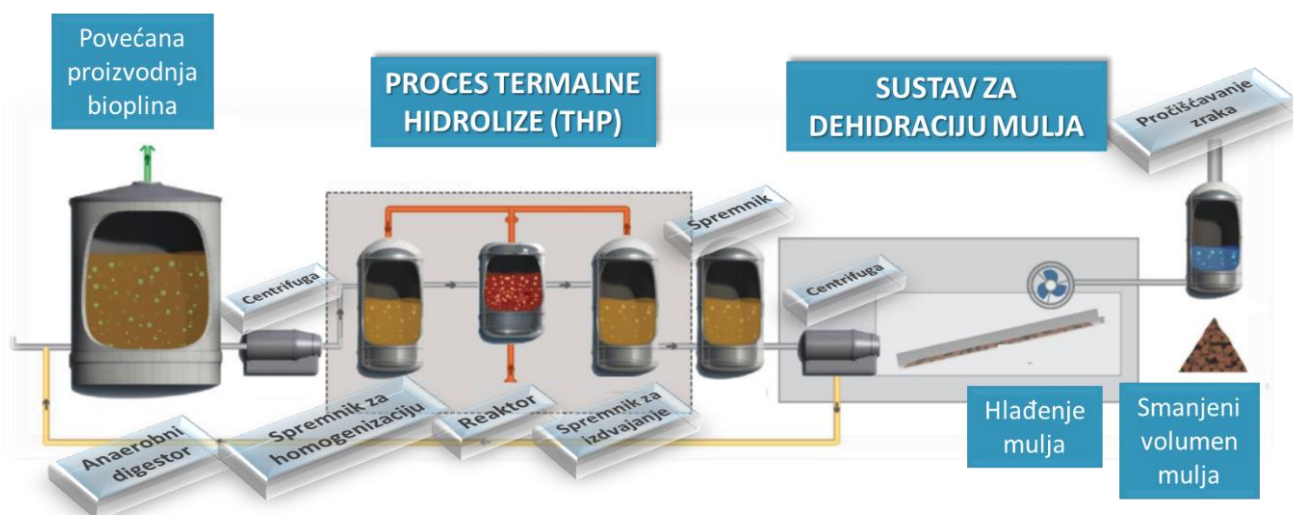 Povećana
proizvodnja
bioplina
PROCES TERMALNE
HIDROLIZE (THP)
SUSTAV ZA
DEHIDRACIJU MULJA
Pročišćavanje
zraka
Spremnik
Centrifuga
Centrifuga
Anaerobni
digestor
Spremnik za
homogenizaciju
Reaktor
Spremnik za
izdvajanje
Hlađenje
mulja
Smanjeni
volumen
mulja